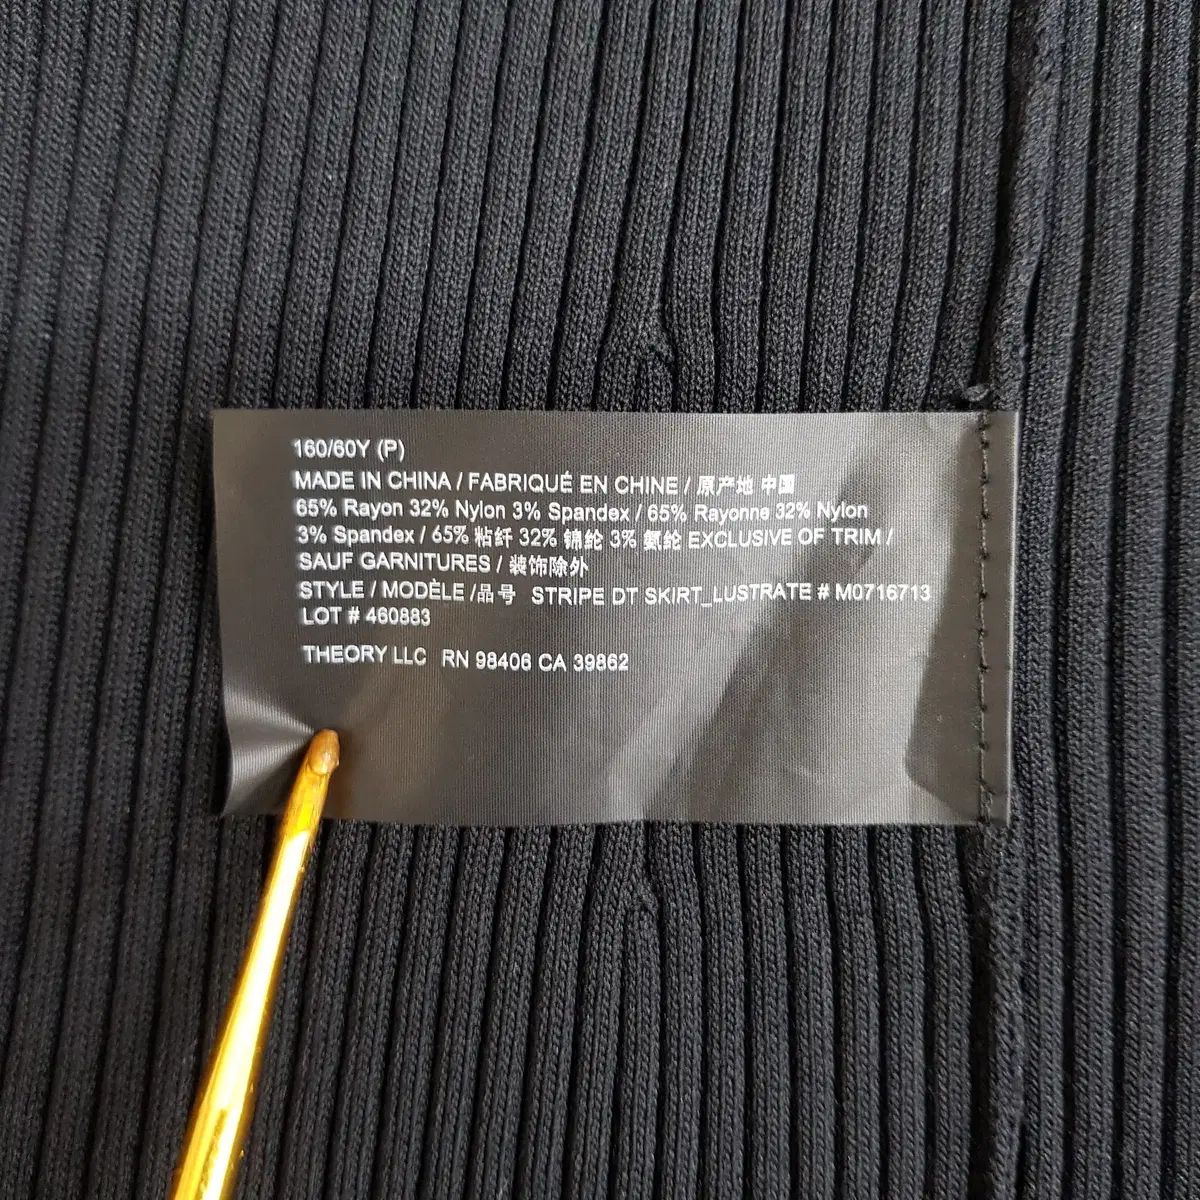 160/60Y (P)
MADE IN CHINA / FABRIQUÉ EN CHINE / 原产地 中国
65% Rayon 32% Nylon 3% Spandex / 65% Rayonne 32% Nylon
3% Spandex / 65% 粘纤 32% 锦纶 3% 氨纶 EXCLUSIVE OF TRIM /
SAUF GARNITURES / 装饰除外
STYLE / MODÈLE /品号 STRIPE DT SKIRT_LUSTRATE # M0716713
LOT # 460883
THEORY LLC RN 98406 CA 39862